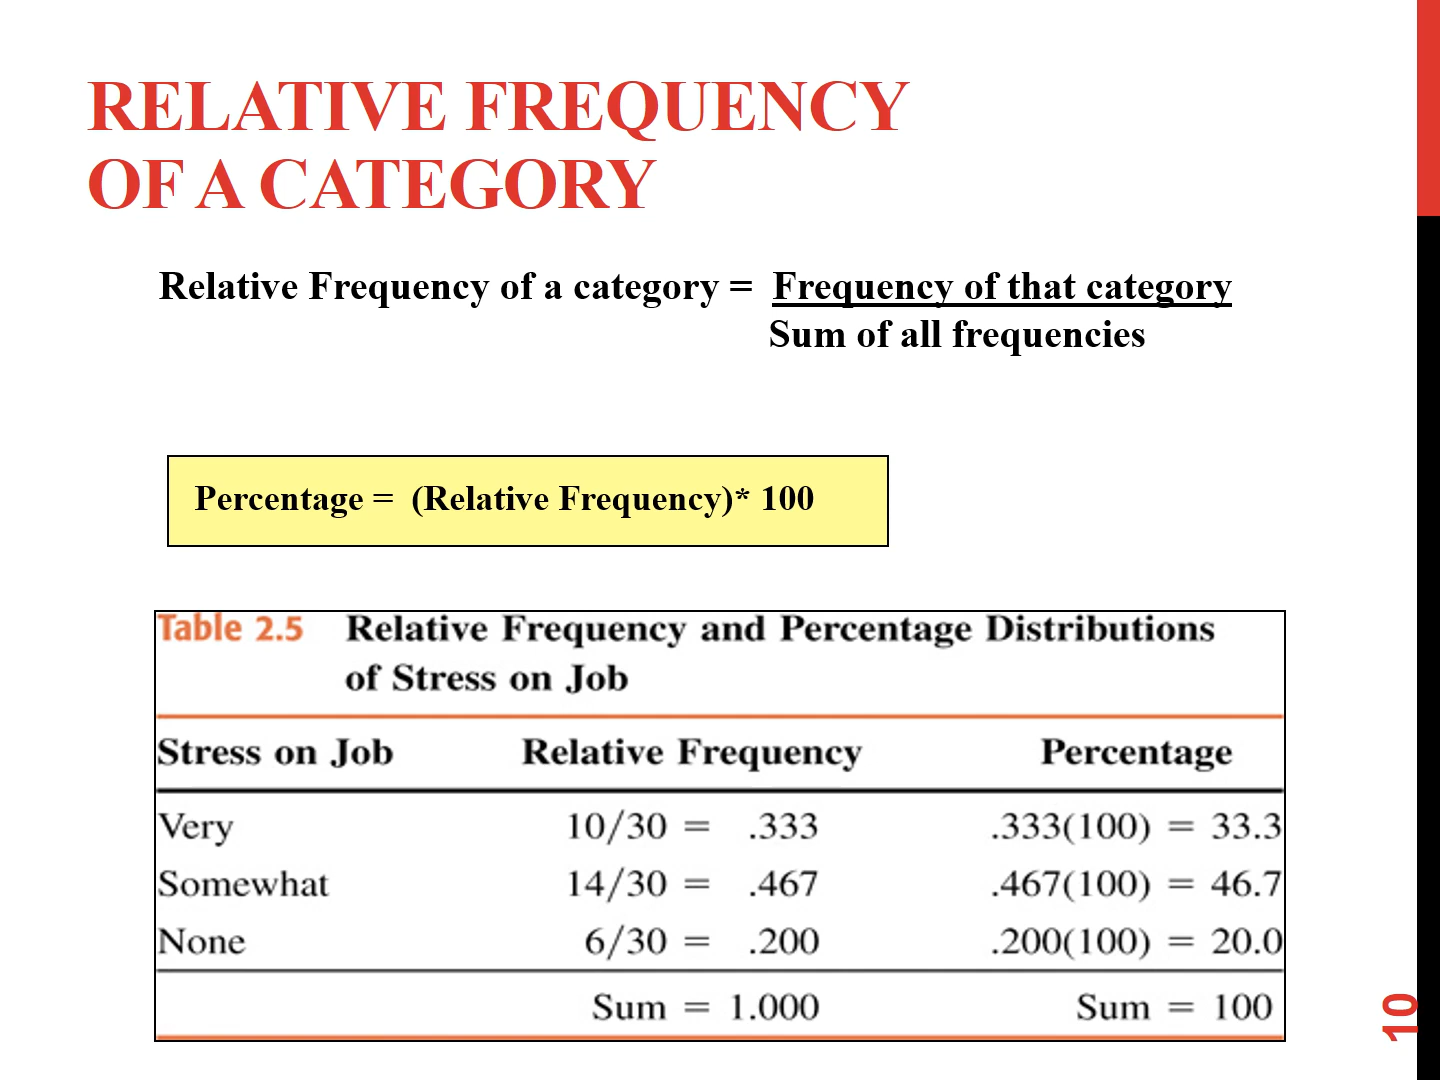 RELATIVE FREQUENCY
OF A CATEGORY
Relative Frequency of a category = Frequency of that category
Sum of all frequencies
Percentage = (Relative Frequency)* 100
Table 2.5 Relative Frequency and Percentage Distributions
of Stress on Job
Stress on Job Relative Frequency Percentage
Very 10/30 = .333 .333(100) = 33.3
Somewhat 14/30 = .467 .467(100) = 46.7
None 6/30 = .200 .200(100) = 20.0
Sum = 1.000 Sum = 100
10